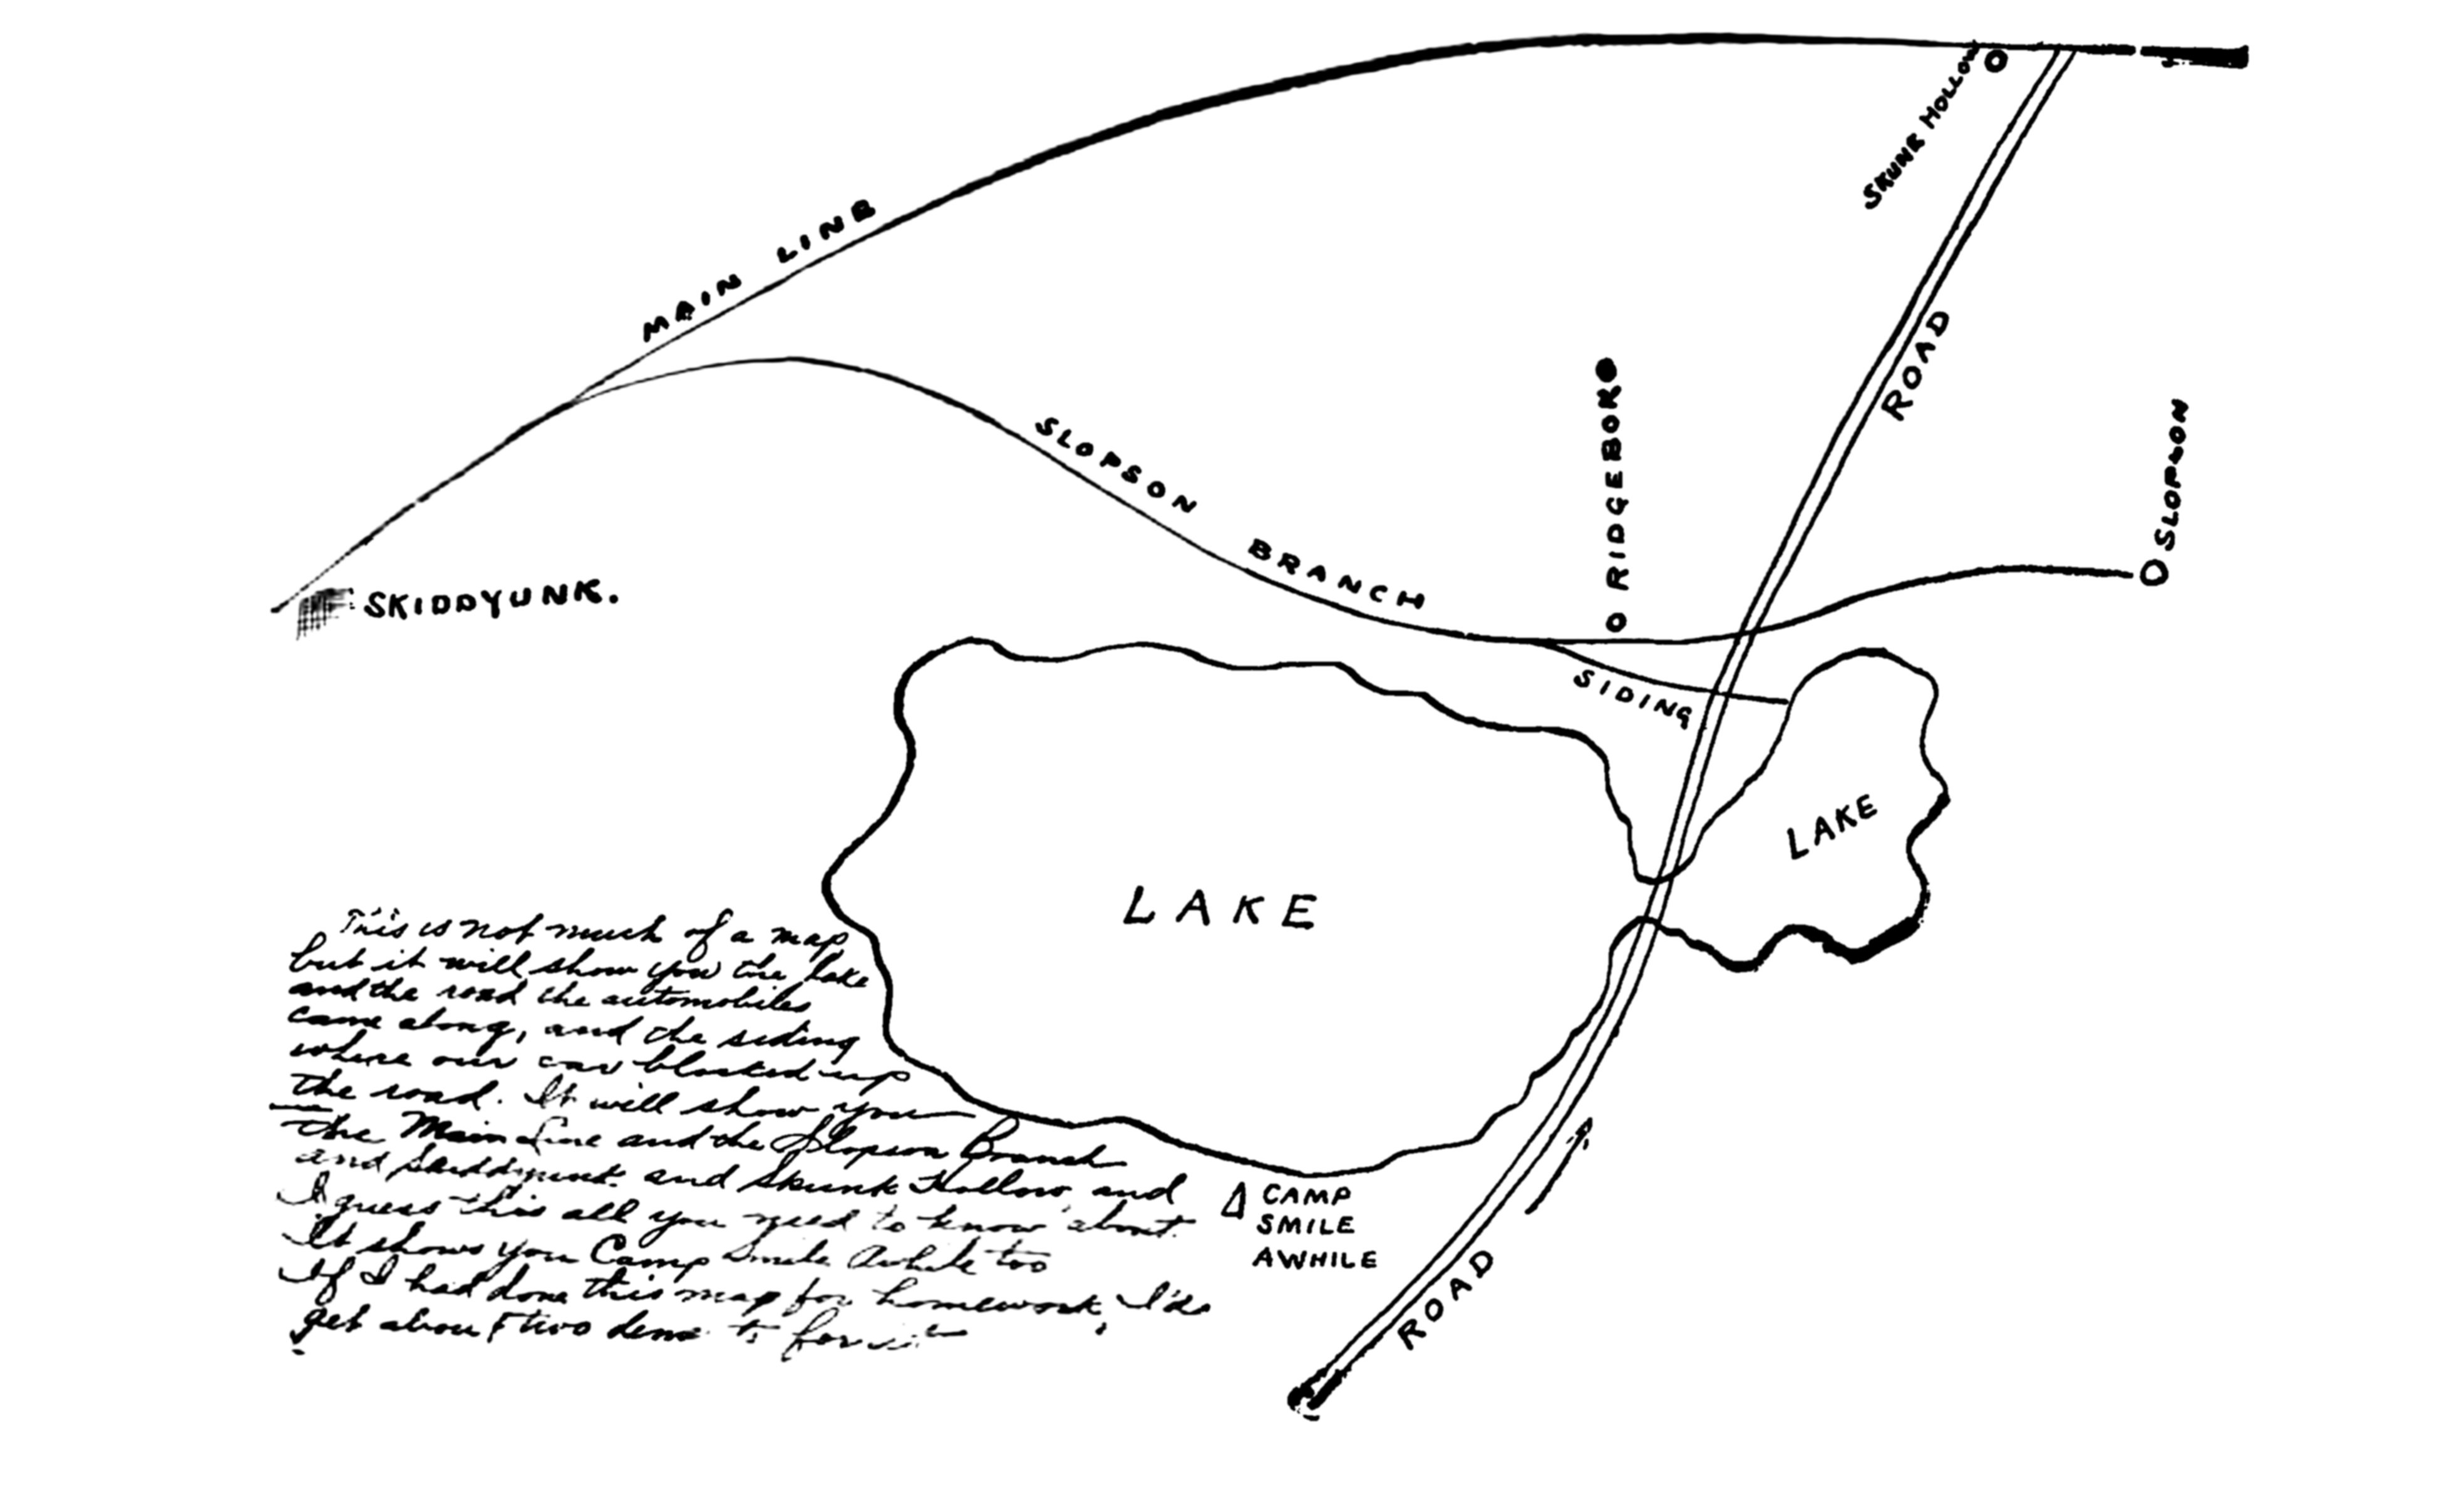 SKUNK HOLLOW
MAIN LINE
ROAD
RIDGEBORO
SLOPSON
SLOPSON BRANCH
SKIDDYUNK.
SIDING
LAKE
LAKE
This is not much of a map
but it will show you the lake
and the road the automobiles
came along, and the siding
where our car blocked up
the road. It will show you
the Main Line and the Slopson Branch
and Skiddyunk and Skunk Hollow and
I guess this all you need to know about.
It shows you Camp Smile Awhile too
If I had done this map for homework, I'd
get about two demerits for it
CAMP
SMILE
AWHILE
ROAD